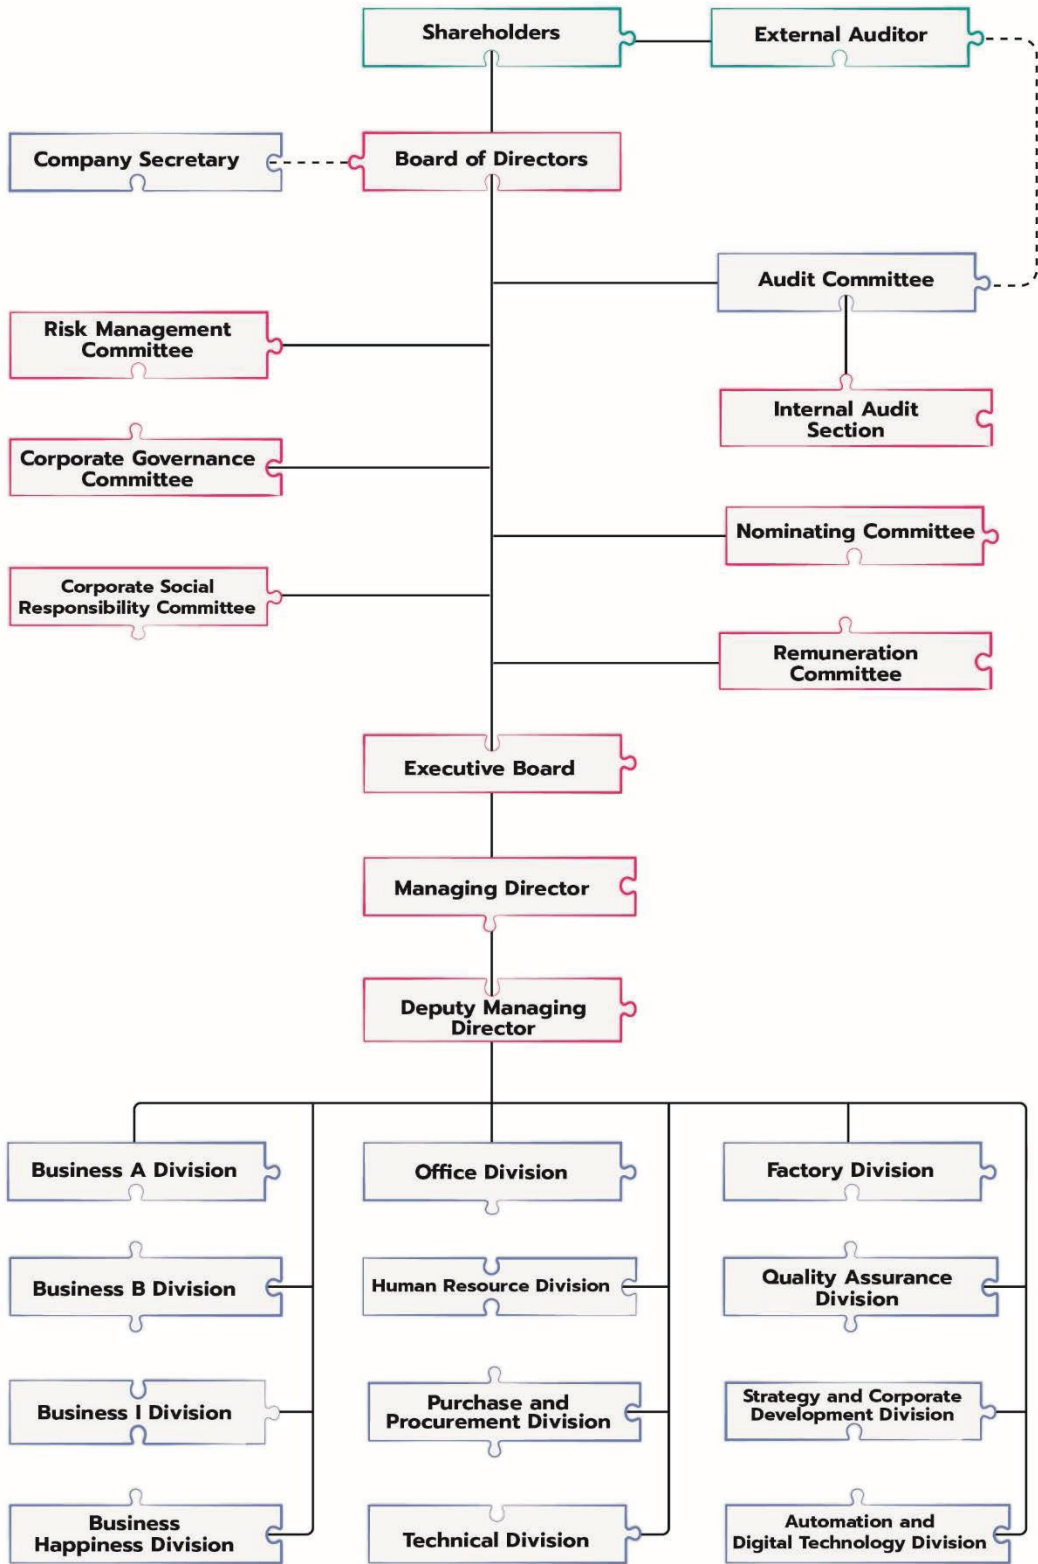 Shareholders
External Auditor
Company Secretary
Board of Directors
Audit Committee
Risk Management
Committee
Internal Audit
Section
Corporate Governance
Committee
Nominating Committee
Corporate Social
Responsibility Committee
Remuneration
Committee
Executive Board
Managing Director
Deputy Managing
Director
Business A Division
Office Division
Factory Division
Business B Division
Human Resource Division
Quality Assurance
Division
Business I Division
Purchase and
Procurement Division
Strategy and Corporate
Development Division
Business
Happiness Division
Technical Division
Automation and
Digital Technology Division